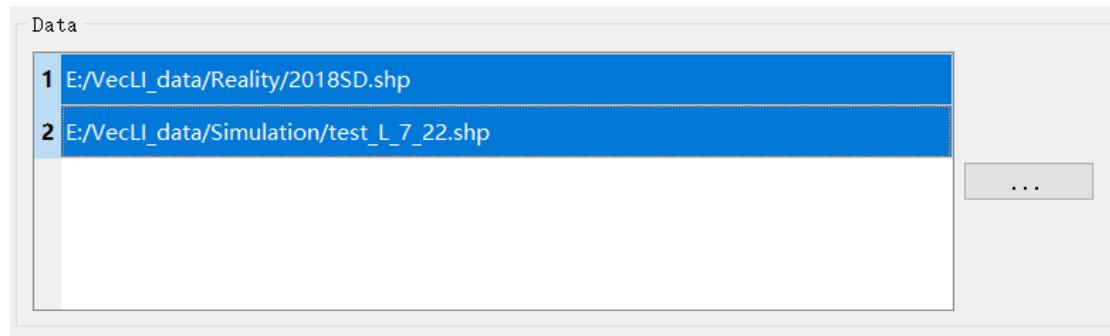 Data
1 E:/VecLI_data/Reality/2018SD.shp
2 E:/VecLI_data/Simulation/test_L_7_22.shp
...